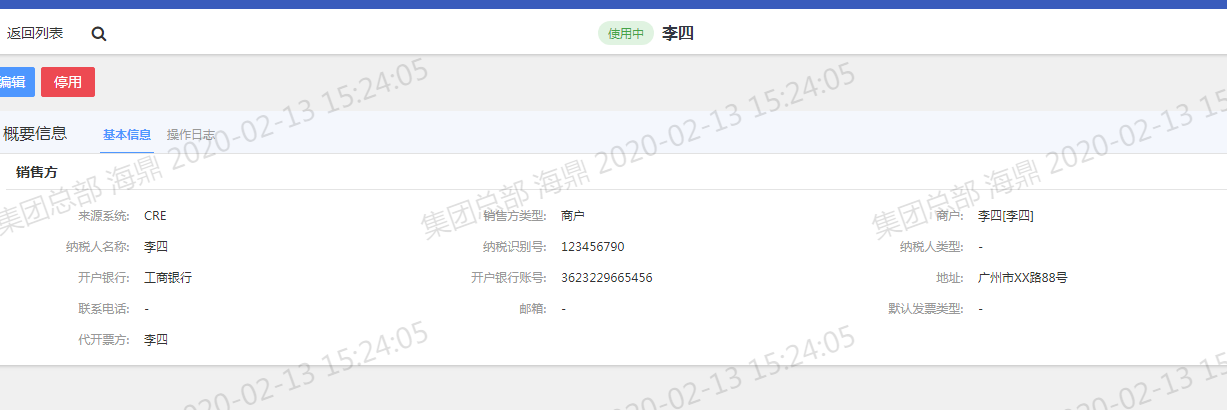 返回列表
使用中 李四
编辑 停用
概要信息 基本信息 操作日志
销售方
来源系统: CRE 销售方类型: 商户 商户: 李四[李四]
纳税人名称: 李四 纳税识别号: 123456790 纳税人类型: -
开户银行: 工商银行 开户银行账号: 3623229665456 地址: 广州市XX路88号
联系电话: - 邮箱: - 默认发票类型: -
代开票方: 李四
集团总部 海鼎 2020-02-13 15:24:05
集团总部 海鼎 2020-02-13 15:24:05
集团总部 海鼎 2020-02-13 15
2020-02-13 15:24:05
2020-02-13 15:24:05
2020-02-13 15